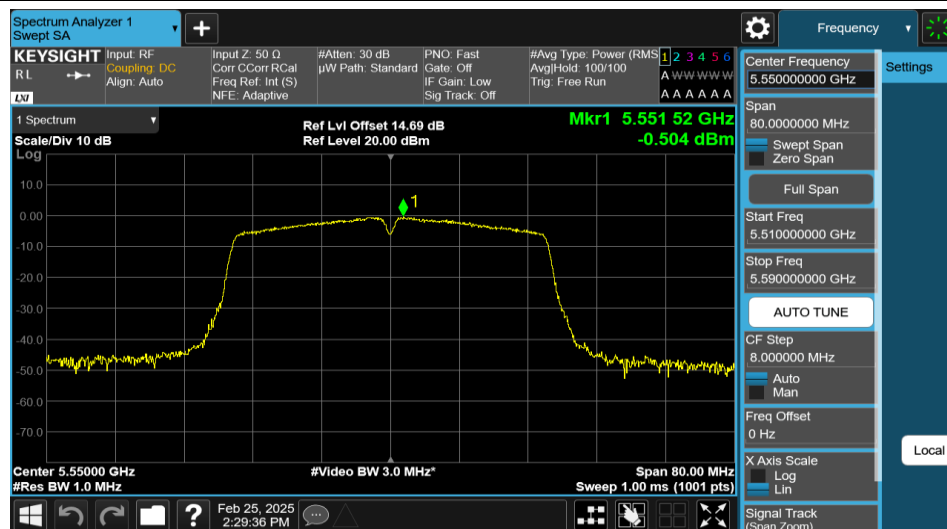 Spectrum Analyzer 1
Swept SA
+
Frequency
KEYSIGHT
R L
LXI
Input: RF
Coupling: DC
Align: Auto
Input Z: 50 Ω
Corr CCorr RCal
Freq Ref: Int (S)
NFE: Adaptive
#Atten: 30 dB
µW Path: Standard
PNO: Fast
Gate: Off
IF Gain: Low
Sig Track: Off
#Avg Type: Power (RMS
Avg|Hold: 100/100
Trig: Free Run
1 2 3 4 5 6
A W W W W W
A A A A A A
1 Spectrum
Scale/Div 10 dB
Log
Ref Lvl Offset 14.69 dB
Ref Level 20.00 dBm
Mkr1 5.551 52 GHz
-0.504 dBm
1
10.0
0.00
-10.0
-20.0
-30.0
-40.0
-50.0
-60.0
-70.0
Center 5.55000 GHz
#Res BW 1.0 MHz
#Video BW 3.0 MHz*
Span 80.00 MHz
Sweep 1.00 ms (1001 pts)
Center Frequency
5.550000000 GHz
Span
80.0000000 MHz
Swept Span
Zero Span
Full Span
Start Freq
5.510000000 GHz
Stop Freq
5.590000000 GHz
AUTO TUNE
CF Step
8.000000 MHz
Auto
Man
Freq Offset
0 Hz
X Axis Scale
Log
Lin
Signal Track
(Span Zoom)
Settings
Local
?
Feb 25, 2025
2:29:36 PM